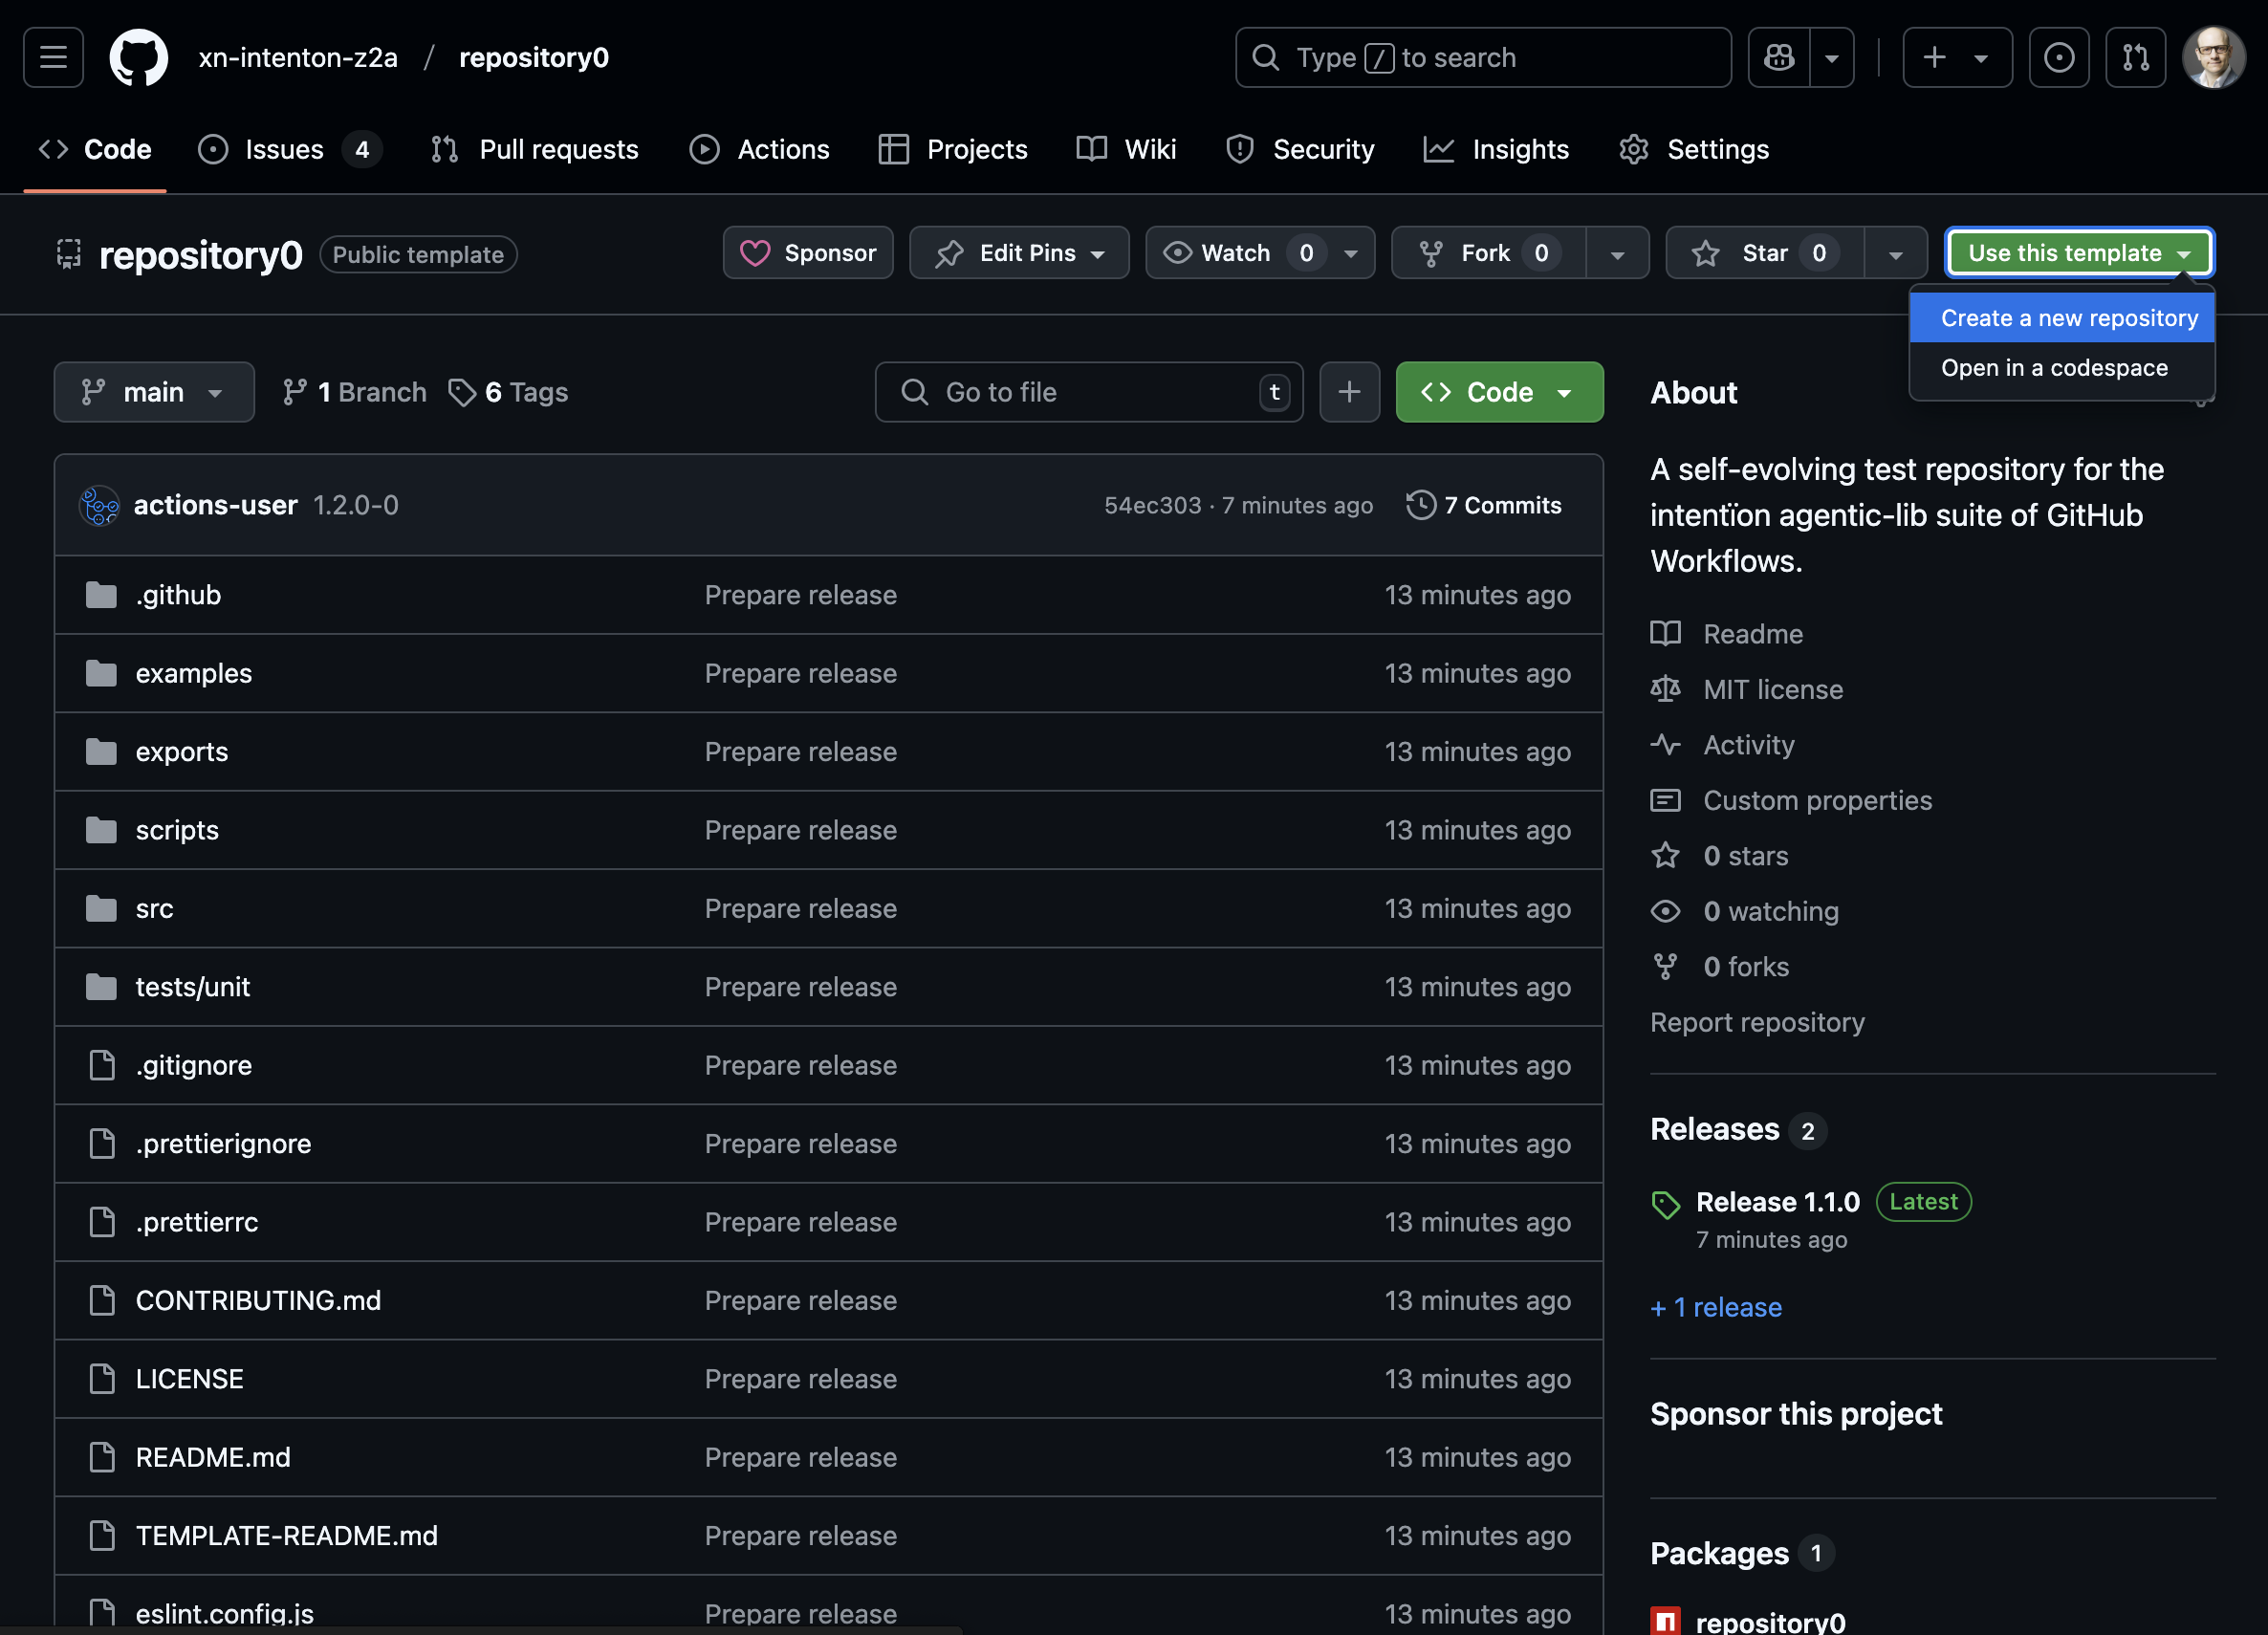 xn-intenton-z2a / repository0
Type / to search
Code
Issues 4
Pull requests
Actions
Projects
Wiki
Security
Insights
Settings
repository0 Public template
Sponsor
Edit Pins
Watch 0
Fork 0
Star 0
Use this template
Create a new repository
Open in a codespace
main
1 Branch
6 Tags
Go to file t
Code
actions-user 1.2.0-0 54ec303 · 7 minutes ago 7 Commits
.github Prepare release 13 minutes ago
examples Prepare release 13 minutes ago
exports Prepare release 13 minutes ago
scripts Prepare release 13 minutes ago
src Prepare release 13 minutes ago
tests/unit Prepare release 13 minutes ago
.gitignore Prepare release 13 minutes ago
.prettierignore Prepare release 13 minutes ago
.prettierrc Prepare release 13 minutes ago
CONTRIBUTING.md Prepare release 13 minutes ago
LICENSE Prepare release 13 minutes ago
README.md Prepare release 13 minutes ago
TEMPLATE-README.md Prepare release 13 minutes ago
eslint.config.js Prepare release 13 minutes ago
About
A self-evolving test repository for the
intentïon agentic-lib suite of GitHub
Workflows.
Readme
MIT license
Activity
Custom properties
0 stars
0 watching
0 forks
Report repository
Releases 2
Release 1.1.0 Latest
7 minutes ago
+ 1 release
Sponsor this project
Packages 1
repository0